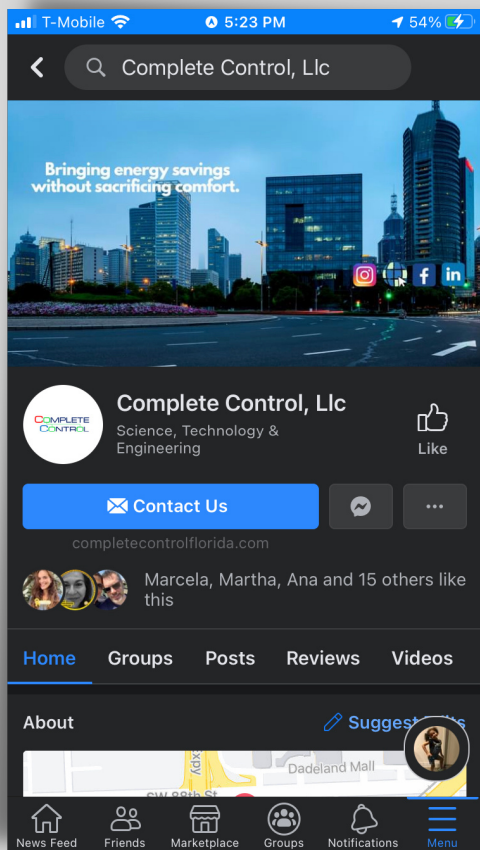 T-Mobile 5:23 PM 54%
Complete Control, Llc
Bringing energy savings
without sacrificing comfort.
f in
COMPLETE
CONTROL
Complete Control, Llc
Science, Technology &
Engineering
Like
Contact Us
completecontrolflorida.com
Marcela, Martha, Ana and 15 others like
this
Home Groups Posts Reviews Videos
About
Suggest
Expy
Dadeland Mall
SW 88th St
News Feed Friends Marketplace Groups Notifications Menu